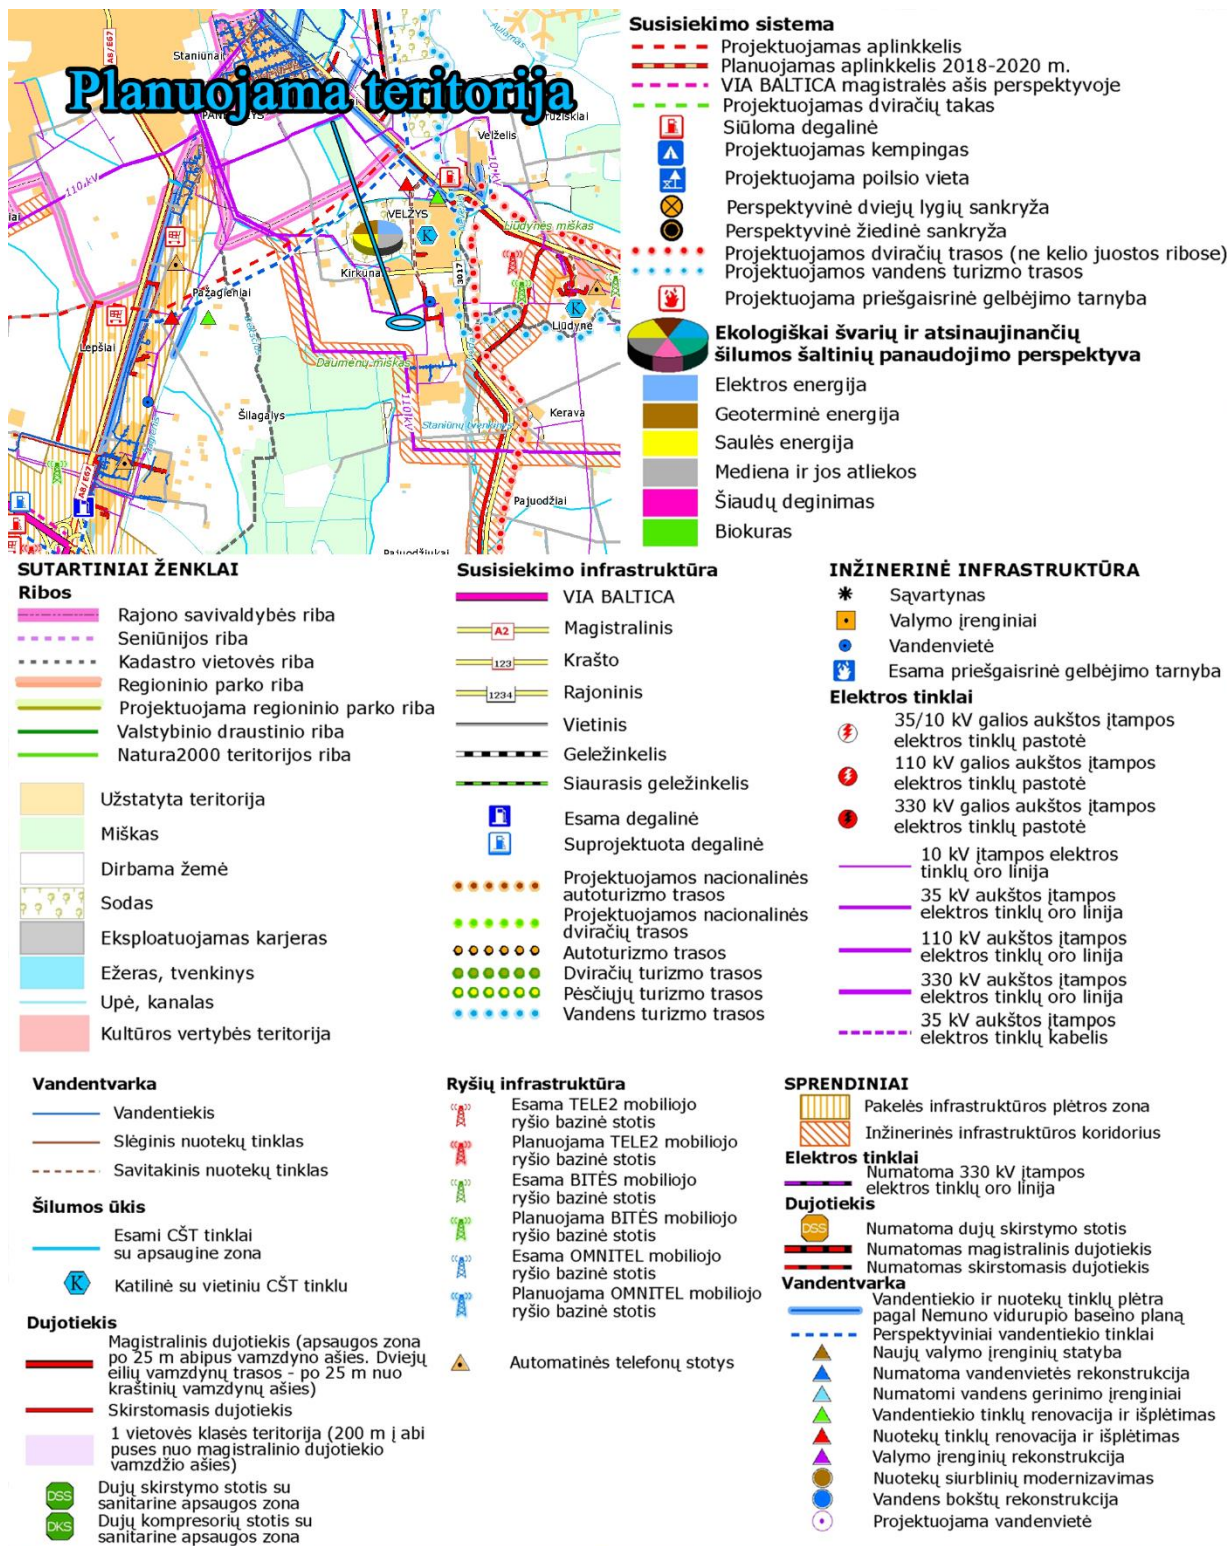 Planuojama teritorija
A8/E67
Staniūnai
Aulamas
PANEVĖŽYS
Velželis
110 kV
10 kV
VELŽYS
Liūdynės miškas
Kirkūnai
3017
Pažagieniai
Liūdynė
Lepšiai
Daumėnų miškas
Šilagalys
110 kV
Kerava
Staniūnų tvenkinys
A8/E67
Pajuodžiai
Pajuodžiukai
Susisiekimo sistema
Projektuojamas aplinkkelis
Planuojamas aplinkkelis 2018-2020 m.
VIA BALTICA magistralės ašis perspektyvoje
Projektuojamas dviračių takas
Siūloma degalinė
Projektuojamas kempingas
Projektuojama poilsio vieta
Perspektyvinė dviejų lygių sankryža
Perspektyvinė žiedinė sankryža
Projektuojamos dviračių trasos (ne kelio juostos ribose)
Projektuojamos vandens turizmo trasos
Projektuojama priešgaisrinė gelbėjimo tarnyba
Ekologiškai švarių ir atsinaujinančių
šilumos šaltinių panaudojimo perspektyva
Elektros energija
Geoterminė energija
Saulės energija
Mediena ir jos atliekos
Šiaudų deginimas
Biokuras
SUTARTINIAI ŽENKLAI
Ribos
Rajono savivaldybės riba
Seniūnijos riba
Kadastro vietovės riba
Regioninio parko riba
Projektuojama regioninio parko riba
Valstybinio draustinio riba
Natura2000 teritorijos riba
Užstatyta teritorija
Miškas
Dirbama žemė
Sodas
Eksploatuojamas karjeras
Ežeras, tvenkinys
Upė, kanalas
Kultūros vertybės teritorija
Susisiekimo infrastruktūra
VIA BALTICA
A2 Magistralinis
123 Krašto
1234 Rajoninis
Vietinis
Geležinkelis
Siaurasis geležinkelis
Esama degalinė
Suprojektuota degalinė
Projektuojamos nacionalinės
autoturizmo trasos
Projektuojamos nacionalinės
dviračių trasos
Autoturizmo trasos
Dviračių turizmo trasos
Pėsčiųjų turizmo trasos
Vandens turizmo trasos
INŽINERINĖ INFRASTRUKTŪRA
Sąvartynas
Valymo įrenginiai
Vandenvietė
Esama priešgaisrinė gelbėjimo tarnyba
Elektros tinklai
35/10 kV galios aukštos įtampos
elektros tinklų pastotė
110 kV galios aukštos įtampos
elektros tinklų pastotė
330 kV galios aukštos įtampos
elektros tinklų pastotė
10 kV įtampos elektros
tinklų oro linija
35 kV aukštos įtampos
elektros tinklų oro linija
110 kV aukštos įtampos
elektros tinklų oro linija
330 kV aukštos įtampos
elektros tinklų oro linija
35 kV aukštos įtampos
elektros tinklų kabelis
Vandentvarka
Vandentiekis
Slėginis nuotekų tinklas
Savitakinis nuotekų tinklas
Šilumos ūkis
Esami CŠT tinklai
su apsaugine zona
K Katilinė su vietiniu CŠT tinklu
Dujotiekis
Magistralinis dujotiekis (apsaugos zona
po 25 m abipus vamzdyno ašies. Dviejų
eilių vamzdynų trasos - po 25 m nuo
kraštinių vamzdynų ašies)
Skirstomasis dujotiekis
1 vietovės klasės teritorija (200 m į abi
puses nuo magistralinio dujotiekio
vamzdžio ašies)
DSS Dujų skirstymo stotis su
sanitarine apsaugos zona
DKS Dujų kompresorių stotis su
sanitarine apsaugos zona
Ryšių infrastruktūra
Esama TELE2 mobiliojo
ryšio bazinė stotis
Planuojama TELE2 mobiliojo
ryšio bazinė stotis
Esama BITĖS mobiliojo
ryšio bazinė stotis
Planuojama BITĖS mobiliojo
ryšio bazinė stotis
Esama OMNITEL mobiliojo
ryšio bazinė stotis
Planuojama OMNITEL mobiliojo
ryšio bazinė stotis
Automatinės telefonų stotys
SPRENDINIAI
Pakelės infrastruktūros plėtros zona
Inžinerinės infrastruktūros koridorius
Elektros tinklai
Numatoma 330 kV įtampos
elektros tinklų oro linija
Dujotiekis
DSS Numatoma dujų skirstymo stotis
Numatomas magistralinis dujotiekis
Numatomas skirstomasis dujotiekis
Vandentvarka
Vandentiekio ir nuotekų tinklų plėtra
pagal Nemuno vidurupio baseino planą
Perspektyviniai vandentiekio tinklai
Naujų valymo įrenginių statyba
Numatoma vandenvietės rekonstrukcija
Numatomi vandens gerinimo įrenginiai
Vandentiekio tinklų renovacija ir išplėtimas
Nuotekų tinklų renovacija ir išplėtimas
Valymo įrenginių rekonstrukcija
Nuotekų siurblinių modernizavimas
Vandens bokštų rekonstrukcija
Projektuojama vandenvietė